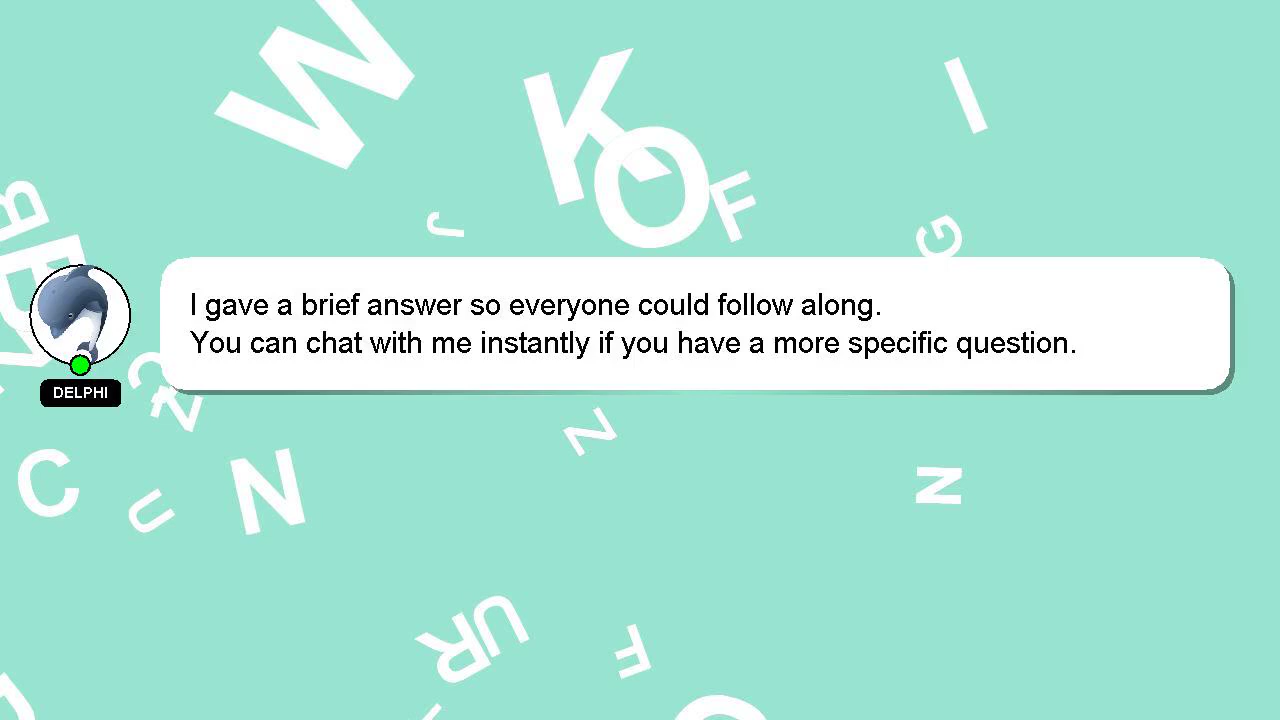 W
K
I
O
F
J
G
B
I gave a brief answer so everyone could follow along.
You can chat with me instantly if you have a more specific question.
DELPHI
Z
N
C
U
N
Z
U
R
F